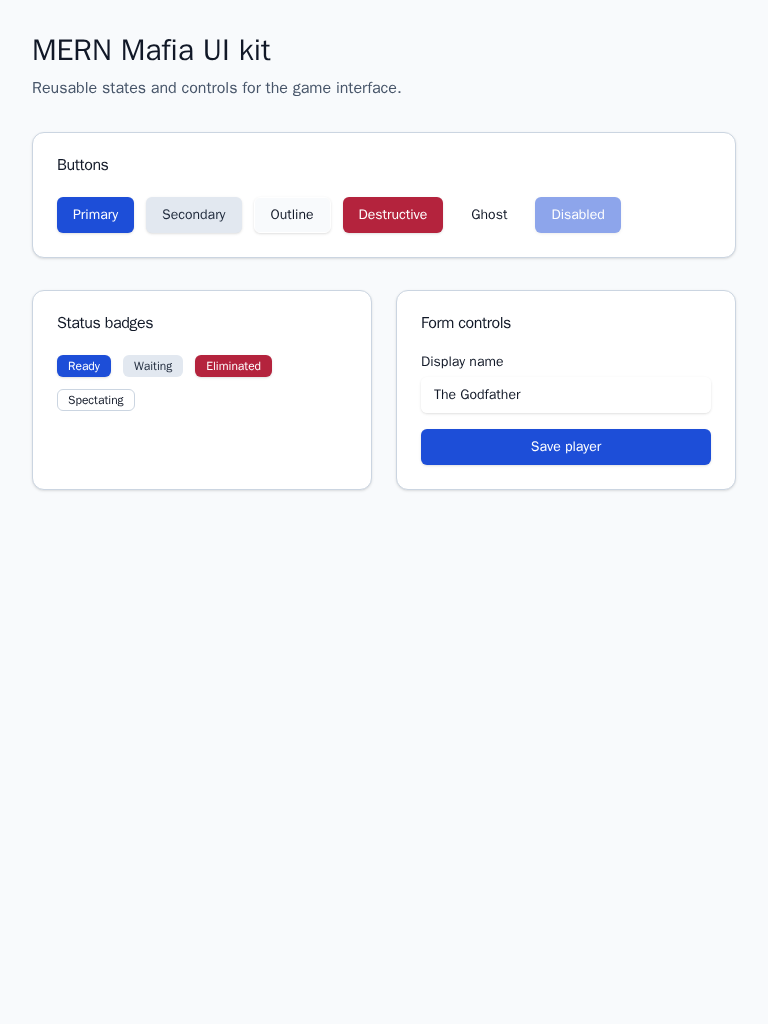 MERN Mafia UI kit
Reusable states and controls for the game interface.
Buttons
Primary Secondary Outline Destructive Ghost Disabled
Status badges
Ready Waiting Eliminated
Spectating
Form controls
Display name
The Godfather
Save player